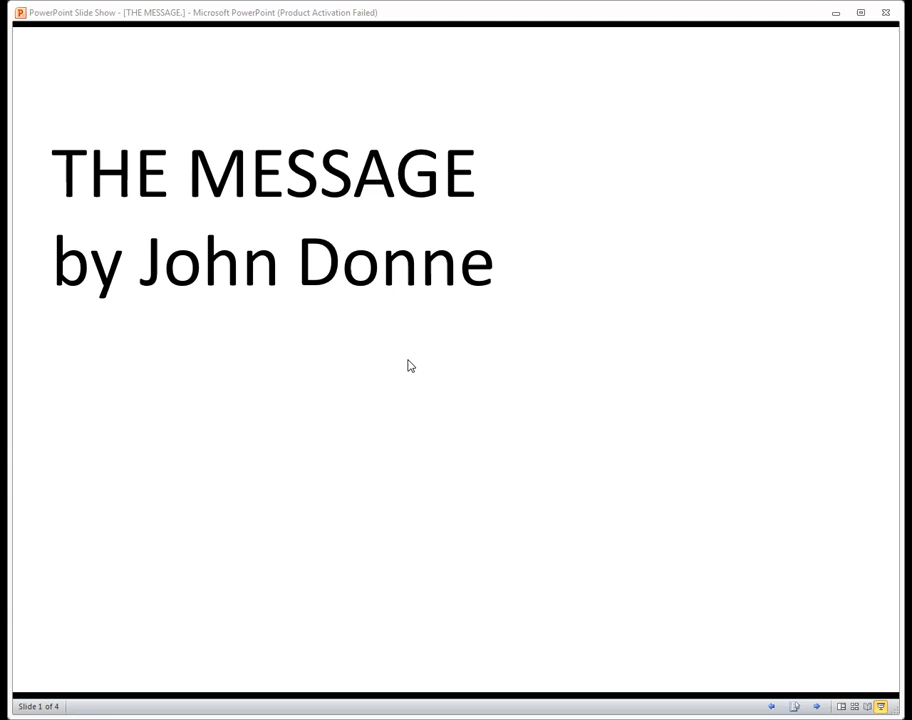 PowerPoint Slide Show - [THE MESSAGE.] - Microsoft PowerPoint (Product Activation Failed)
THE MESSAGE
by John Donne
Slide 1 of 4